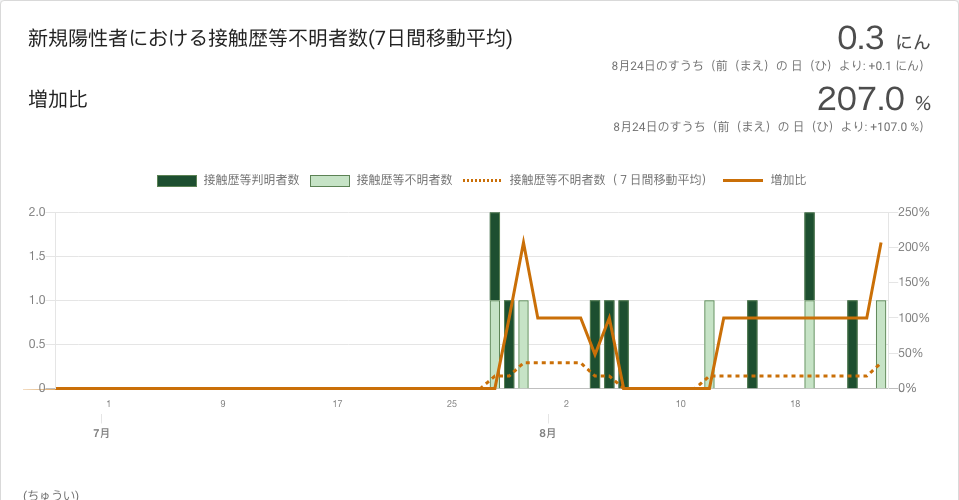 新規陽性者における接触歴等不明者数(7日間移動平均)
0.3 にん
8月24日のすうち（前（まえ）の 日（ひ）より: +0.1 にん）
増加比
207.0 %
8月24日のすうち（前（まえ）の 日（ひ）より: +107.0 %）
接触歴等判明者数 接触歴等不明者数 接触歴等不明者数（７日間移動平均） 増加比
2.0 250%
200%
1.5
150%
1.0
100%
0.5
50%
0 0%
1 9 17 25 2 10 18
7月 8月
(ちゅうい)